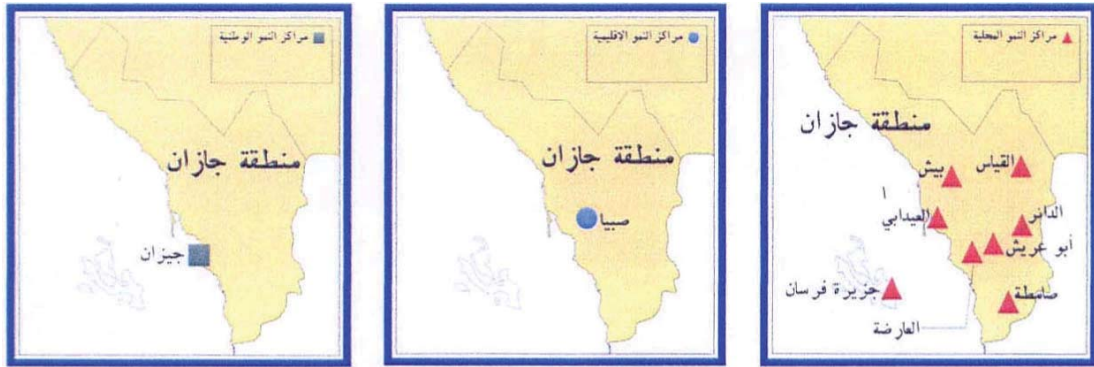 مراكز النمو المحلية
منطقة جازان
القياس
بيش
الدائر
ا
العيدابي
أبو عريش
جزيرة فرسان
صامطة
العارضة
مراكز النمو الإقليمية
منطقة جازان
صبيا
مراكز النمو الوطنية
منطقة جازان
جيزان